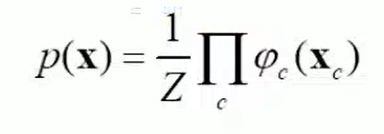 p(x) = 1/Z ∏_c φ_c(x_c)